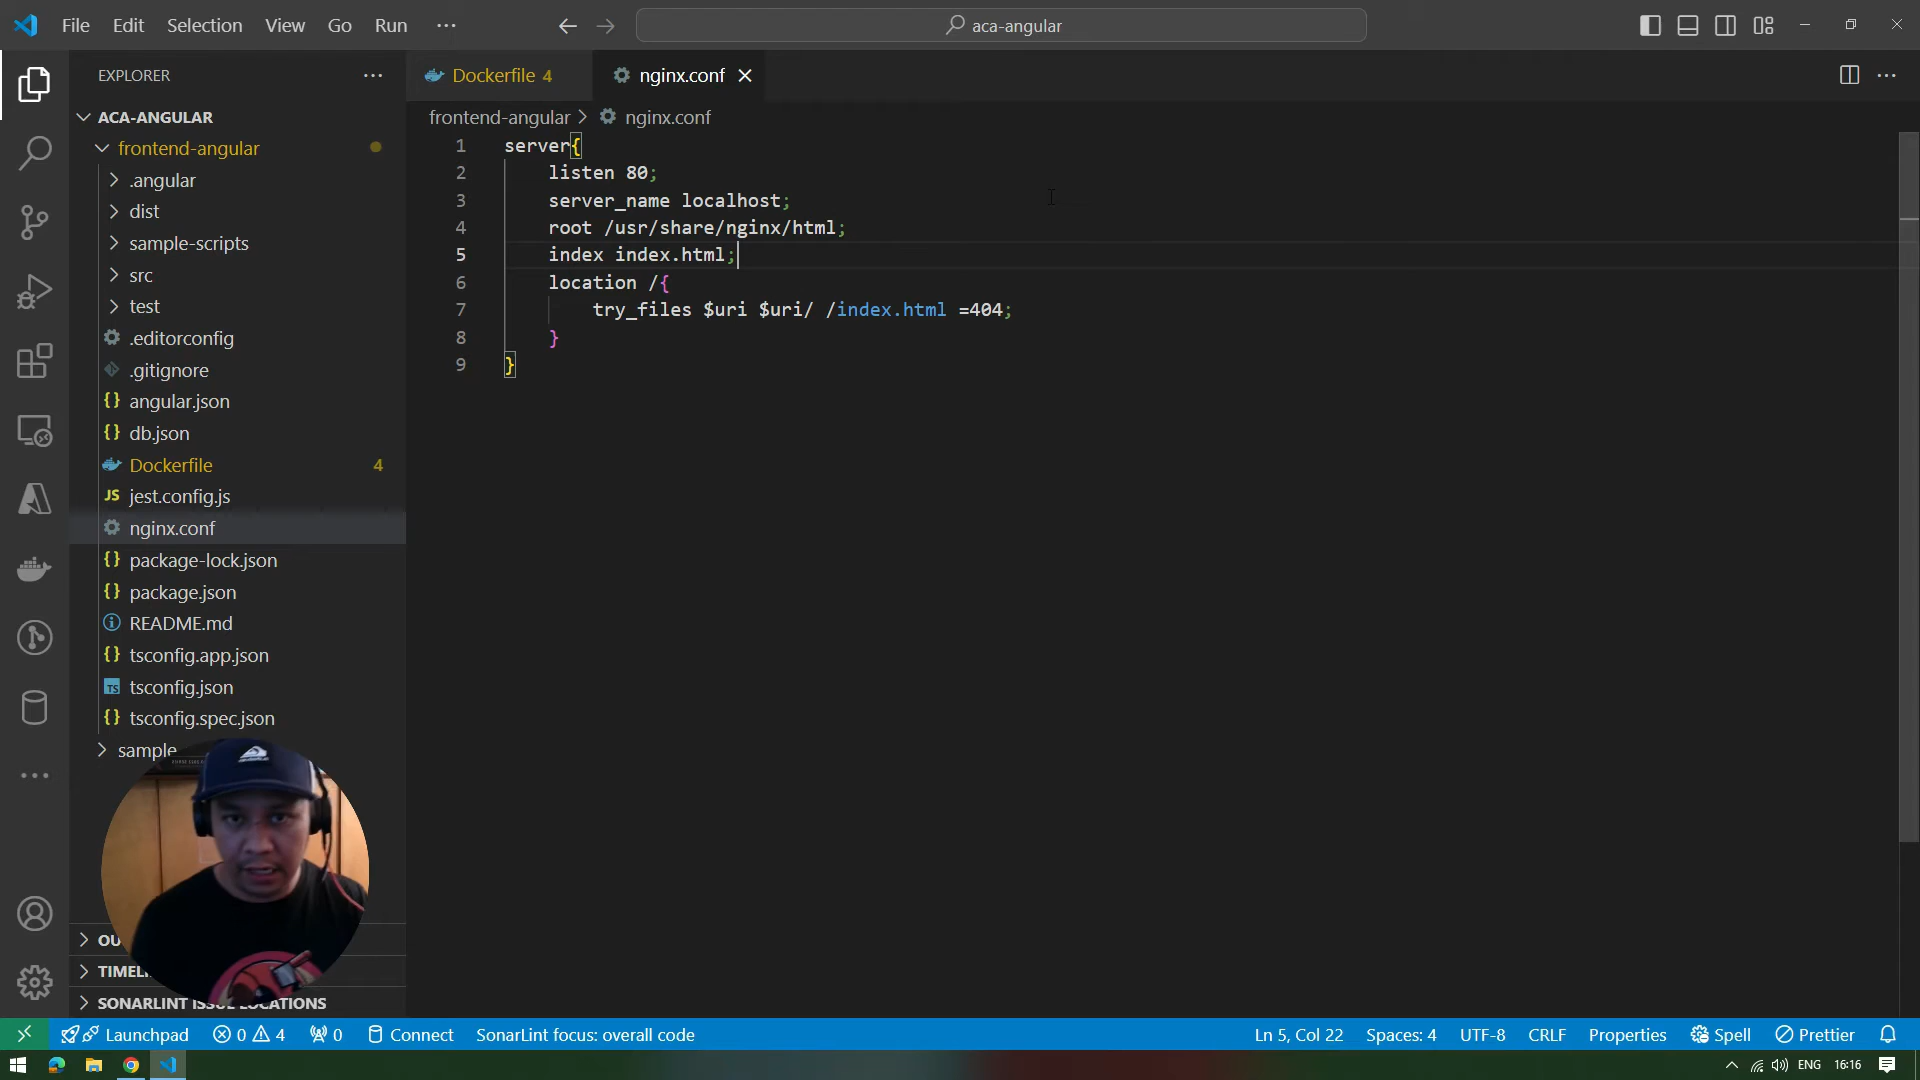 File Edit Selection View Go Run ···
aca-angular
EXPLORER
ACA-ANGULAR
frontend-angular
.angular
dist
sample-scripts
src
test
.editorconfig
.gitignore
angular.json
db.json
Dockerfile 4
jest.config.js
nginx.conf
package-lock.json
package.json
README.md
tsconfig.app.json
tsconfig.json
tsconfig.spec.json
sample
OU
TIMEL
SONARLINT ISSUE LOCATIONS
Dockerfile 4 nginx.conf
frontend-angular > nginx.conf
1 server{
2 listen 80;
3 server_name localhost;
4 root /usr/share/nginx/html;
5 index index.html;
6 location /{
7 try_files $uri $uri/ /index.html =404;
8 }
9 }
Launchpad 0 4 0 Connect SonarLint focus: overall code Ln 5, Col 22 Spaces: 4 UTF-8 CRLF Properties Spell Prettier
ENG 16:16